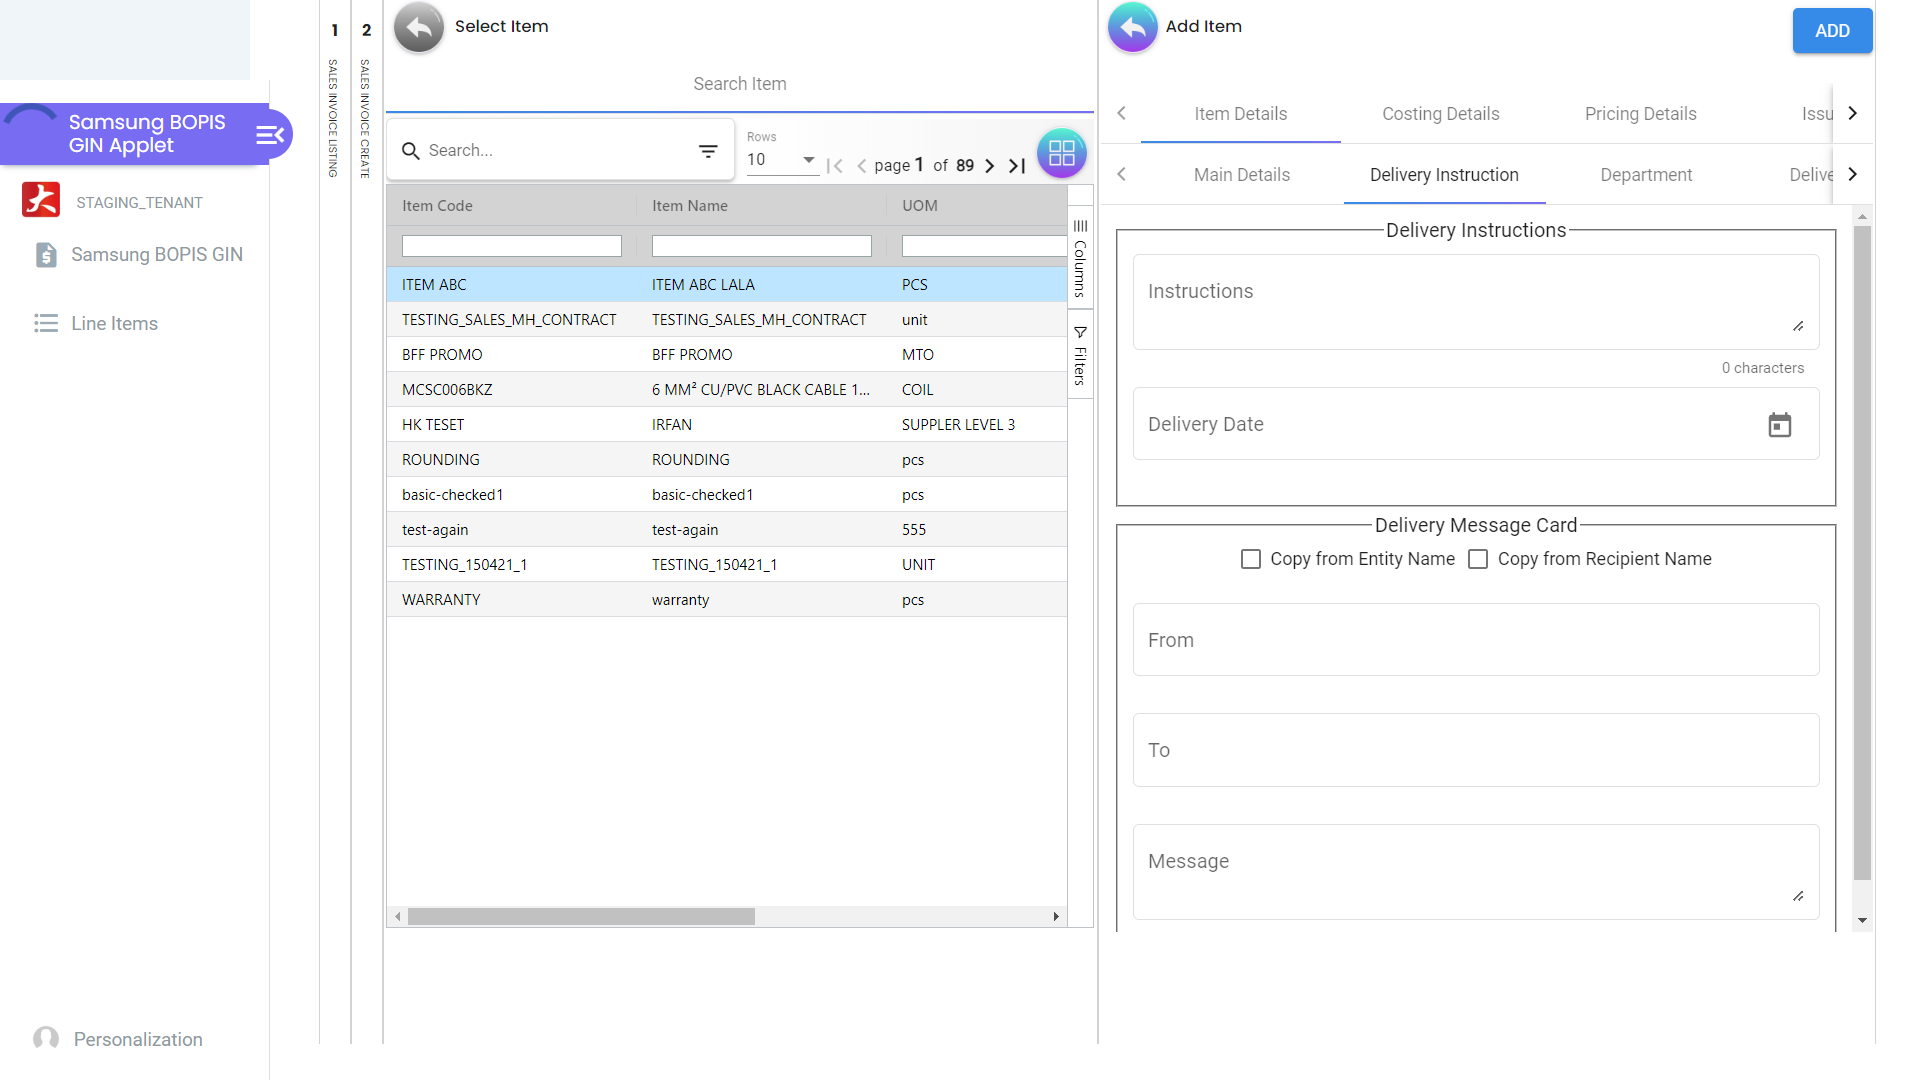 Samsung BOPIS
GIN Applet
STAGING_TENANT
Samsung BOPIS GIN
Line Items
Personalization
1
SALES INVOICE LISTING
2
SALES INVOICE CREATE
Select Item
Search Item
Search...
Rows
10
page 1 of 89
Item Code Item Name UOM
ITEM ABC ITEM ABC LALA PCS
TESTING_SALES_MH_CONTRACT TESTING_SALES_MH_CONTRACT unit
BFF PROMO BFF PROMO MTO
MCSC006BKZ 6 MM² CU/PVC BLACK CABLE 1... COIL
HK TESET IRFAN SUPPLER LEVEL 3
ROUNDING ROUNDING pcs
basic-checked1 basic-checked1 pcs
test-again test-again 555
TESTING_150421_1 TESTING_150421_1 UNIT
WARRANTY warranty pcs
Columns
Filters
Add Item
ADD
Item Details Costing Details Pricing Details Issu
Main Details Delivery Instruction Department Delive
Delivery Instructions
Instructions
0 characters
Delivery Date
Delivery Message Card
Copy from Entity Name Copy from Recipient Name
From
To
Message